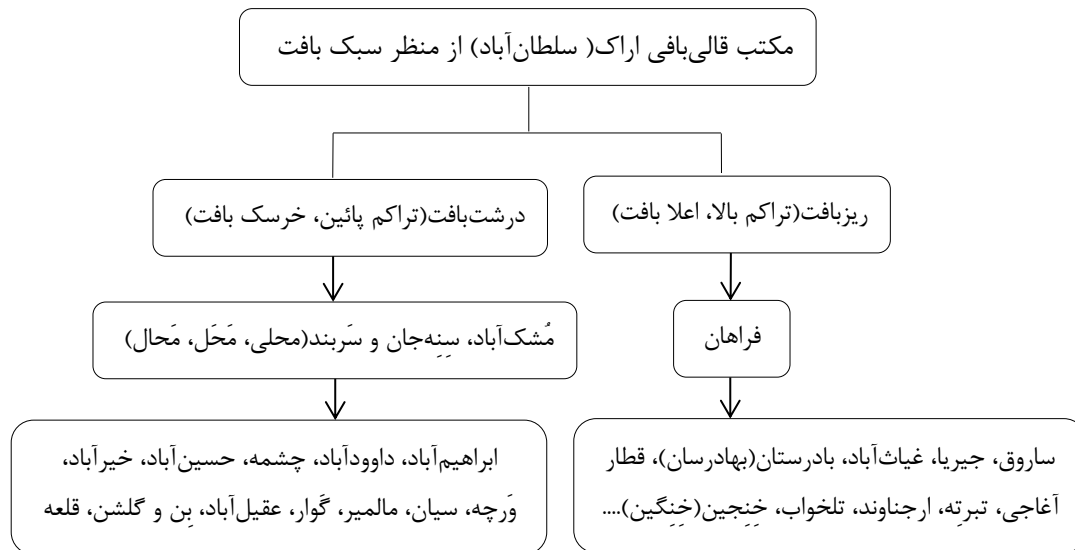 مکتب قالی‌بافی اراک( سلطان‌آباد) از منظر سبک بافت
ریزبافت(تراکم بالا، اعلا بافت)
درشت‌بافت(تراکم پائین، خرسک بافت)
فراهان
مُشک‌آباد، سِنِه‌جان و سَربند(محلی، مَحَل، مَحال)
ساروق، جیریا، غیاث‌آباد، بادرستان(بهادرسان)، قطار
آغاجی، تبرتِه، ارجناوند، تلخواب، خِنِجین(خِنِگین)....
ابراهیم‌آباد، داوودآباد، چشمه، حسین‌آباد، خیرآباد،
وَرچه، سیان، مالمیر، گَوار، عقیل‌آباد، بِن و گلشن، قلعه